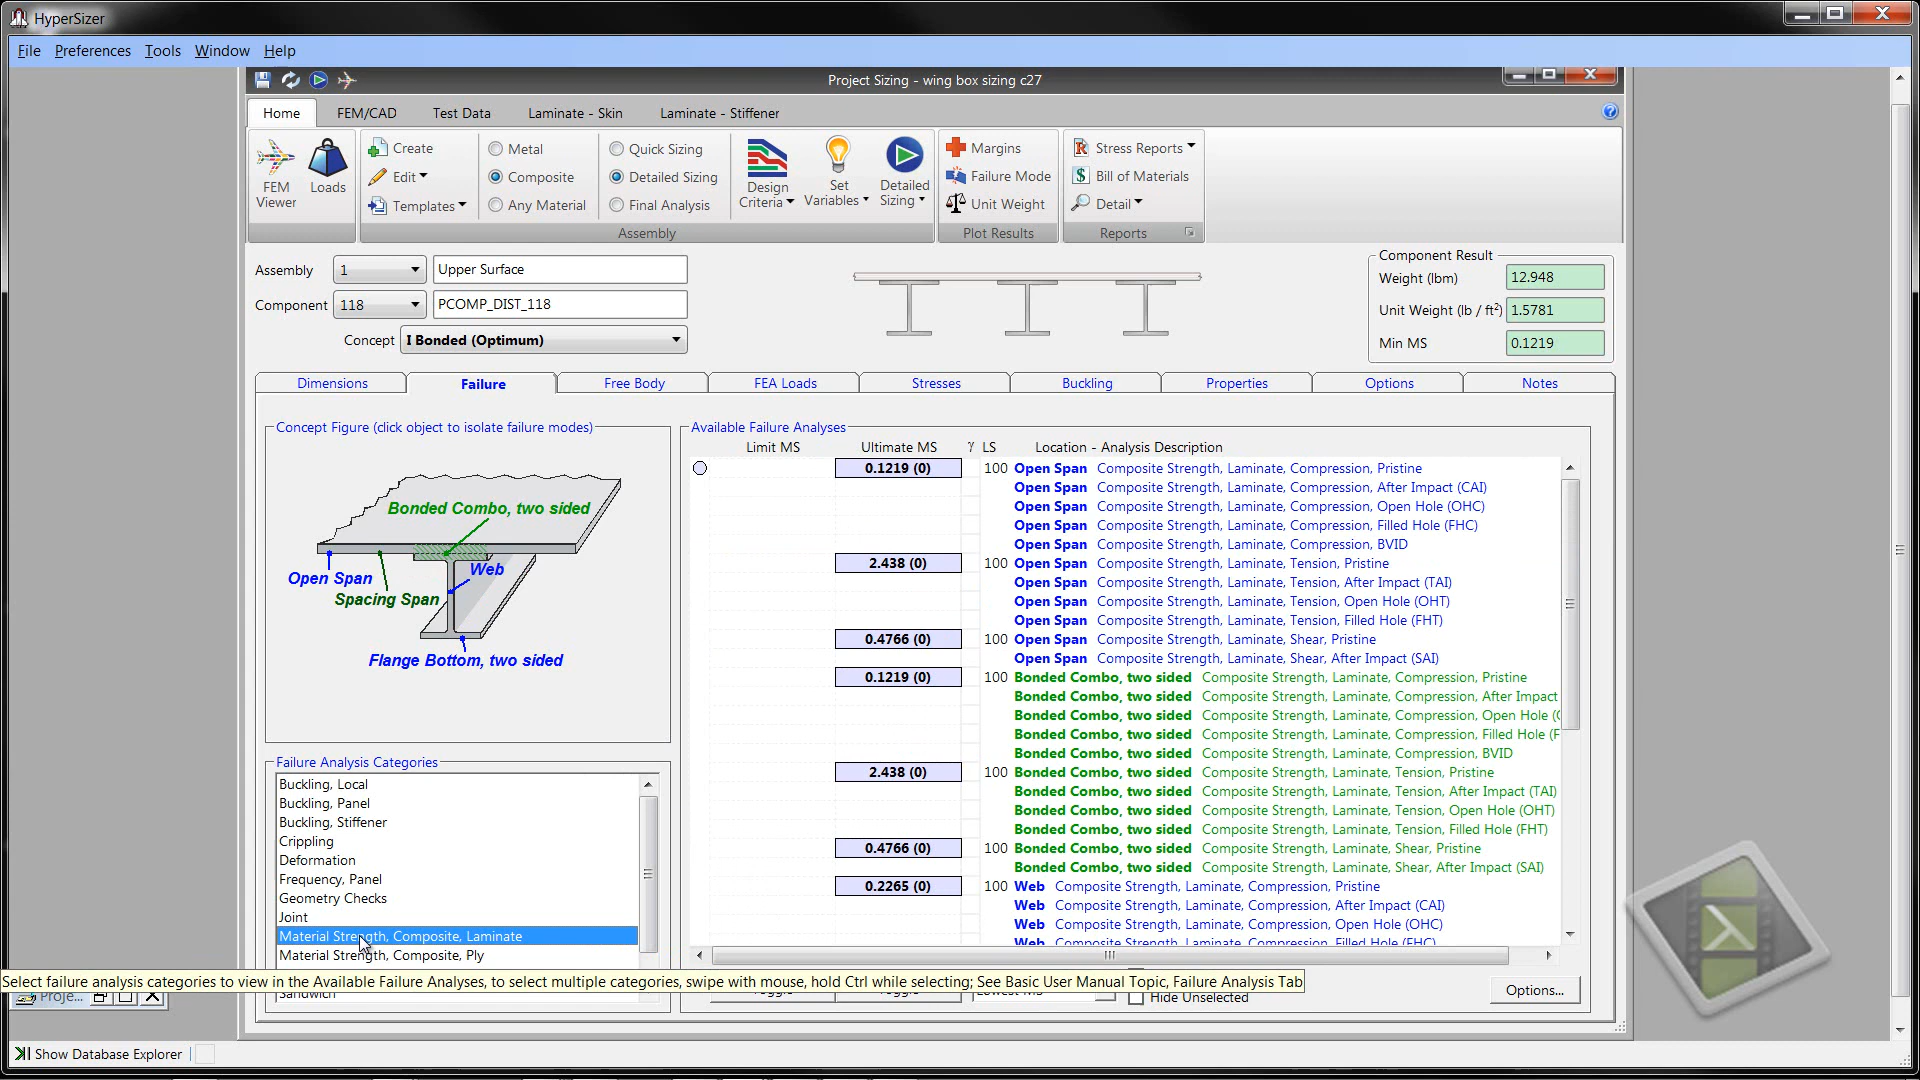 HyperSizer
File Preferences Tools Window Help
Project Sizing - wing box sizing c27
Home FEM/CAD Test Data Laminate - Skin Laminate - Stiffener
FEM Viewer
Loads
Create
Edit
Templates
Metal
Composite
Any Material
Quick Sizing
Detailed Sizing
Final Analysis
Design Criteria
Set Variables
Detailed Sizing
Assembly
Margins
Failure Mode
Unit Weight
Plot Results
Stress Reports
Bill of Materials
Detail
Reports
Assembly 1 Upper Surface
Component 118 PCOMP_DIST_118
Concept I Bonded (Optimum)
Component Result
Weight (lbm) 12.948
Unit Weight (lb / ft²) 1.5781
Min MS 0.1219
Dimensions Failure Free Body FEA Loads Stresses Buckling Properties Options Notes
Concept Figure (click object to isolate failure modes)
Bonded Combo, two sided
Open Span
Web
Spacing Span
Flange Bottom, two sided
Failure Analysis Categories
Buckling, Local
Buckling, Panel
Buckling, Stiffener
Crippling
Deformation
Frequency, Panel
Geometry Checks
Joint
Material Strength, Composite, Laminate
Material Strength, Composite, Ply
Available Failure Analyses
Limit MS Ultimate MS γ LS Location - Analysis Description
0.1219 (0) 100 Open Span Composite Strength, Laminate, Compression, Pristine
Open Span Composite Strength, Laminate, Compression, After Impact (CAI)
Open Span Composite Strength, Laminate, Compression, Open Hole (OHC)
Open Span Composite Strength, Laminate, Compression, Filled Hole (FHC)
Open Span Composite Strength, Laminate, Compression, BVID
2.438 (0) 100 Open Span Composite Strength, Laminate, Tension, Pristine
Open Span Composite Strength, Laminate, Tension, After Impact (TAI)
Open Span Composite Strength, Laminate, Tension, Open Hole (OHT)
Open Span Composite Strength, Laminate, Tension, Filled Hole (FHT)
0.4766 (0) 100 Open Span Composite Strength, Laminate, Shear, Pristine
Open Span Composite Strength, Laminate, Shear, After Impact (SAI)
0.1219 (0) 100 Bonded Combo, two sided Composite Strength, Laminate, Compression, Pristine
Bonded Combo, two sided Composite Strength, Laminate, Compression, After Impact
Bonded Combo, two sided Composite Strength, Laminate, Compression, Open Hole (
Bonded Combo, two sided Composite Strength, Laminate, Compression, Filled Hole (F
Bonded Combo, two sided Composite Strength, Laminate, Compression, BVID
2.438 (0) 100 Bonded Combo, two sided Composite Strength, Laminate, Tension, Pristine
Bonded Combo, two sided Composite Strength, Laminate, Tension, After Impact (TAI)
Bonded Combo, two sided Composite Strength, Laminate, Tension, Open Hole (OHT)
Bonded Combo, two sided Composite Strength, Laminate, Tension, Filled Hole (FHT)
0.4766 (0) 100 Bonded Combo, two sided Composite Strength, Laminate, Shear, Pristine
Bonded Combo, two sided Composite Strength, Laminate, Shear, After Impact (SAI)
0.2265 (0) 100 Web Composite Strength, Laminate, Compression, Pristine
Web Composite Strength, Laminate, Compression, After Impact (CAI)
Web Composite Strength, Laminate, Compression, Open Hole (OHC)
Web Composite Strength, Laminate, Compression, Filled Hole (FHC)
Select failure analysis categories to view in the Available Failure Analyses, to select multiple categories, swipe with mouse, hold Ctrl while selecting; See Basic User Manual Topic, Failure Analysis Tab
Proje...
Sandwich
Hide Unselected
Options...
Show Database Explorer